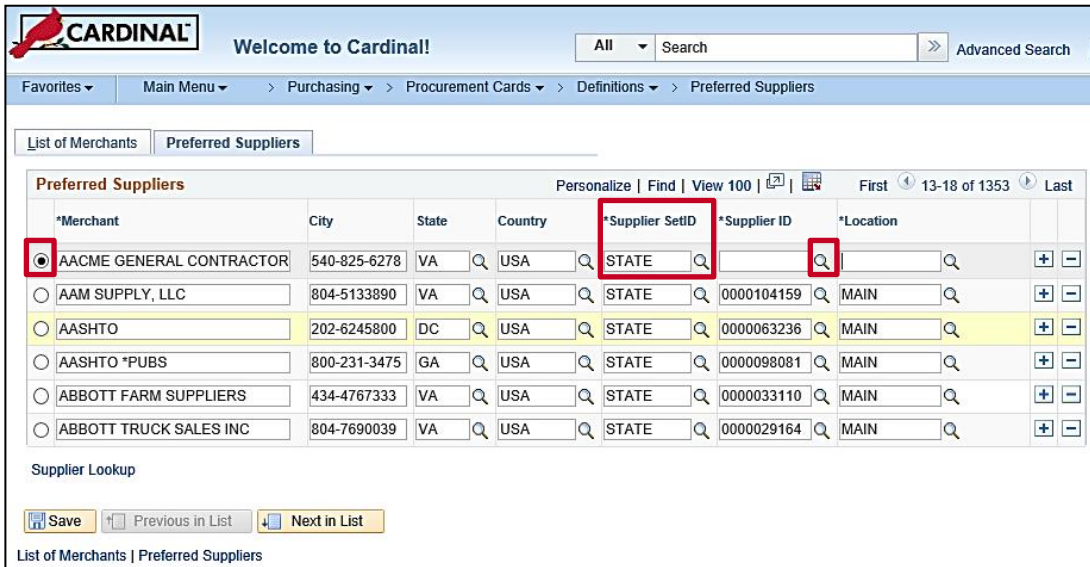 CARDINAL
Welcome to Cardinal!
All Search Advanced Search
Favorites Main Menu > Purchasing > Procurement Cards > Definitions > Preferred Suppliers
List of Merchants Preferred Suppliers
Preferred Suppliers Personalize | Find | View 100 | | First 13-18 of 1353 Last
*Merchant City State Country *Supplier SetID *Supplier ID *Location
AACME GENERAL CONTRACTOR 540-825-6278 VA USA STATE
AAM SUPPLY, LLC 804-5133890 VA USA STATE 0000104159 MAIN
AASHTO 202-6245800 DC USA STATE 0000063236 MAIN
AASHTO *PUBS 800-231-3475 GA USA STATE 0000098081 MAIN
ABBOTT FARM SUPPLIERS 434-4767333 VA USA STATE 0000033110 MAIN
ABBOTT TRUCK SALES INC 804-7690039 VA USA STATE 0000029164 MAIN
Supplier Lookup
Save Previous in List Next in List
List of Merchants | Preferred Suppliers